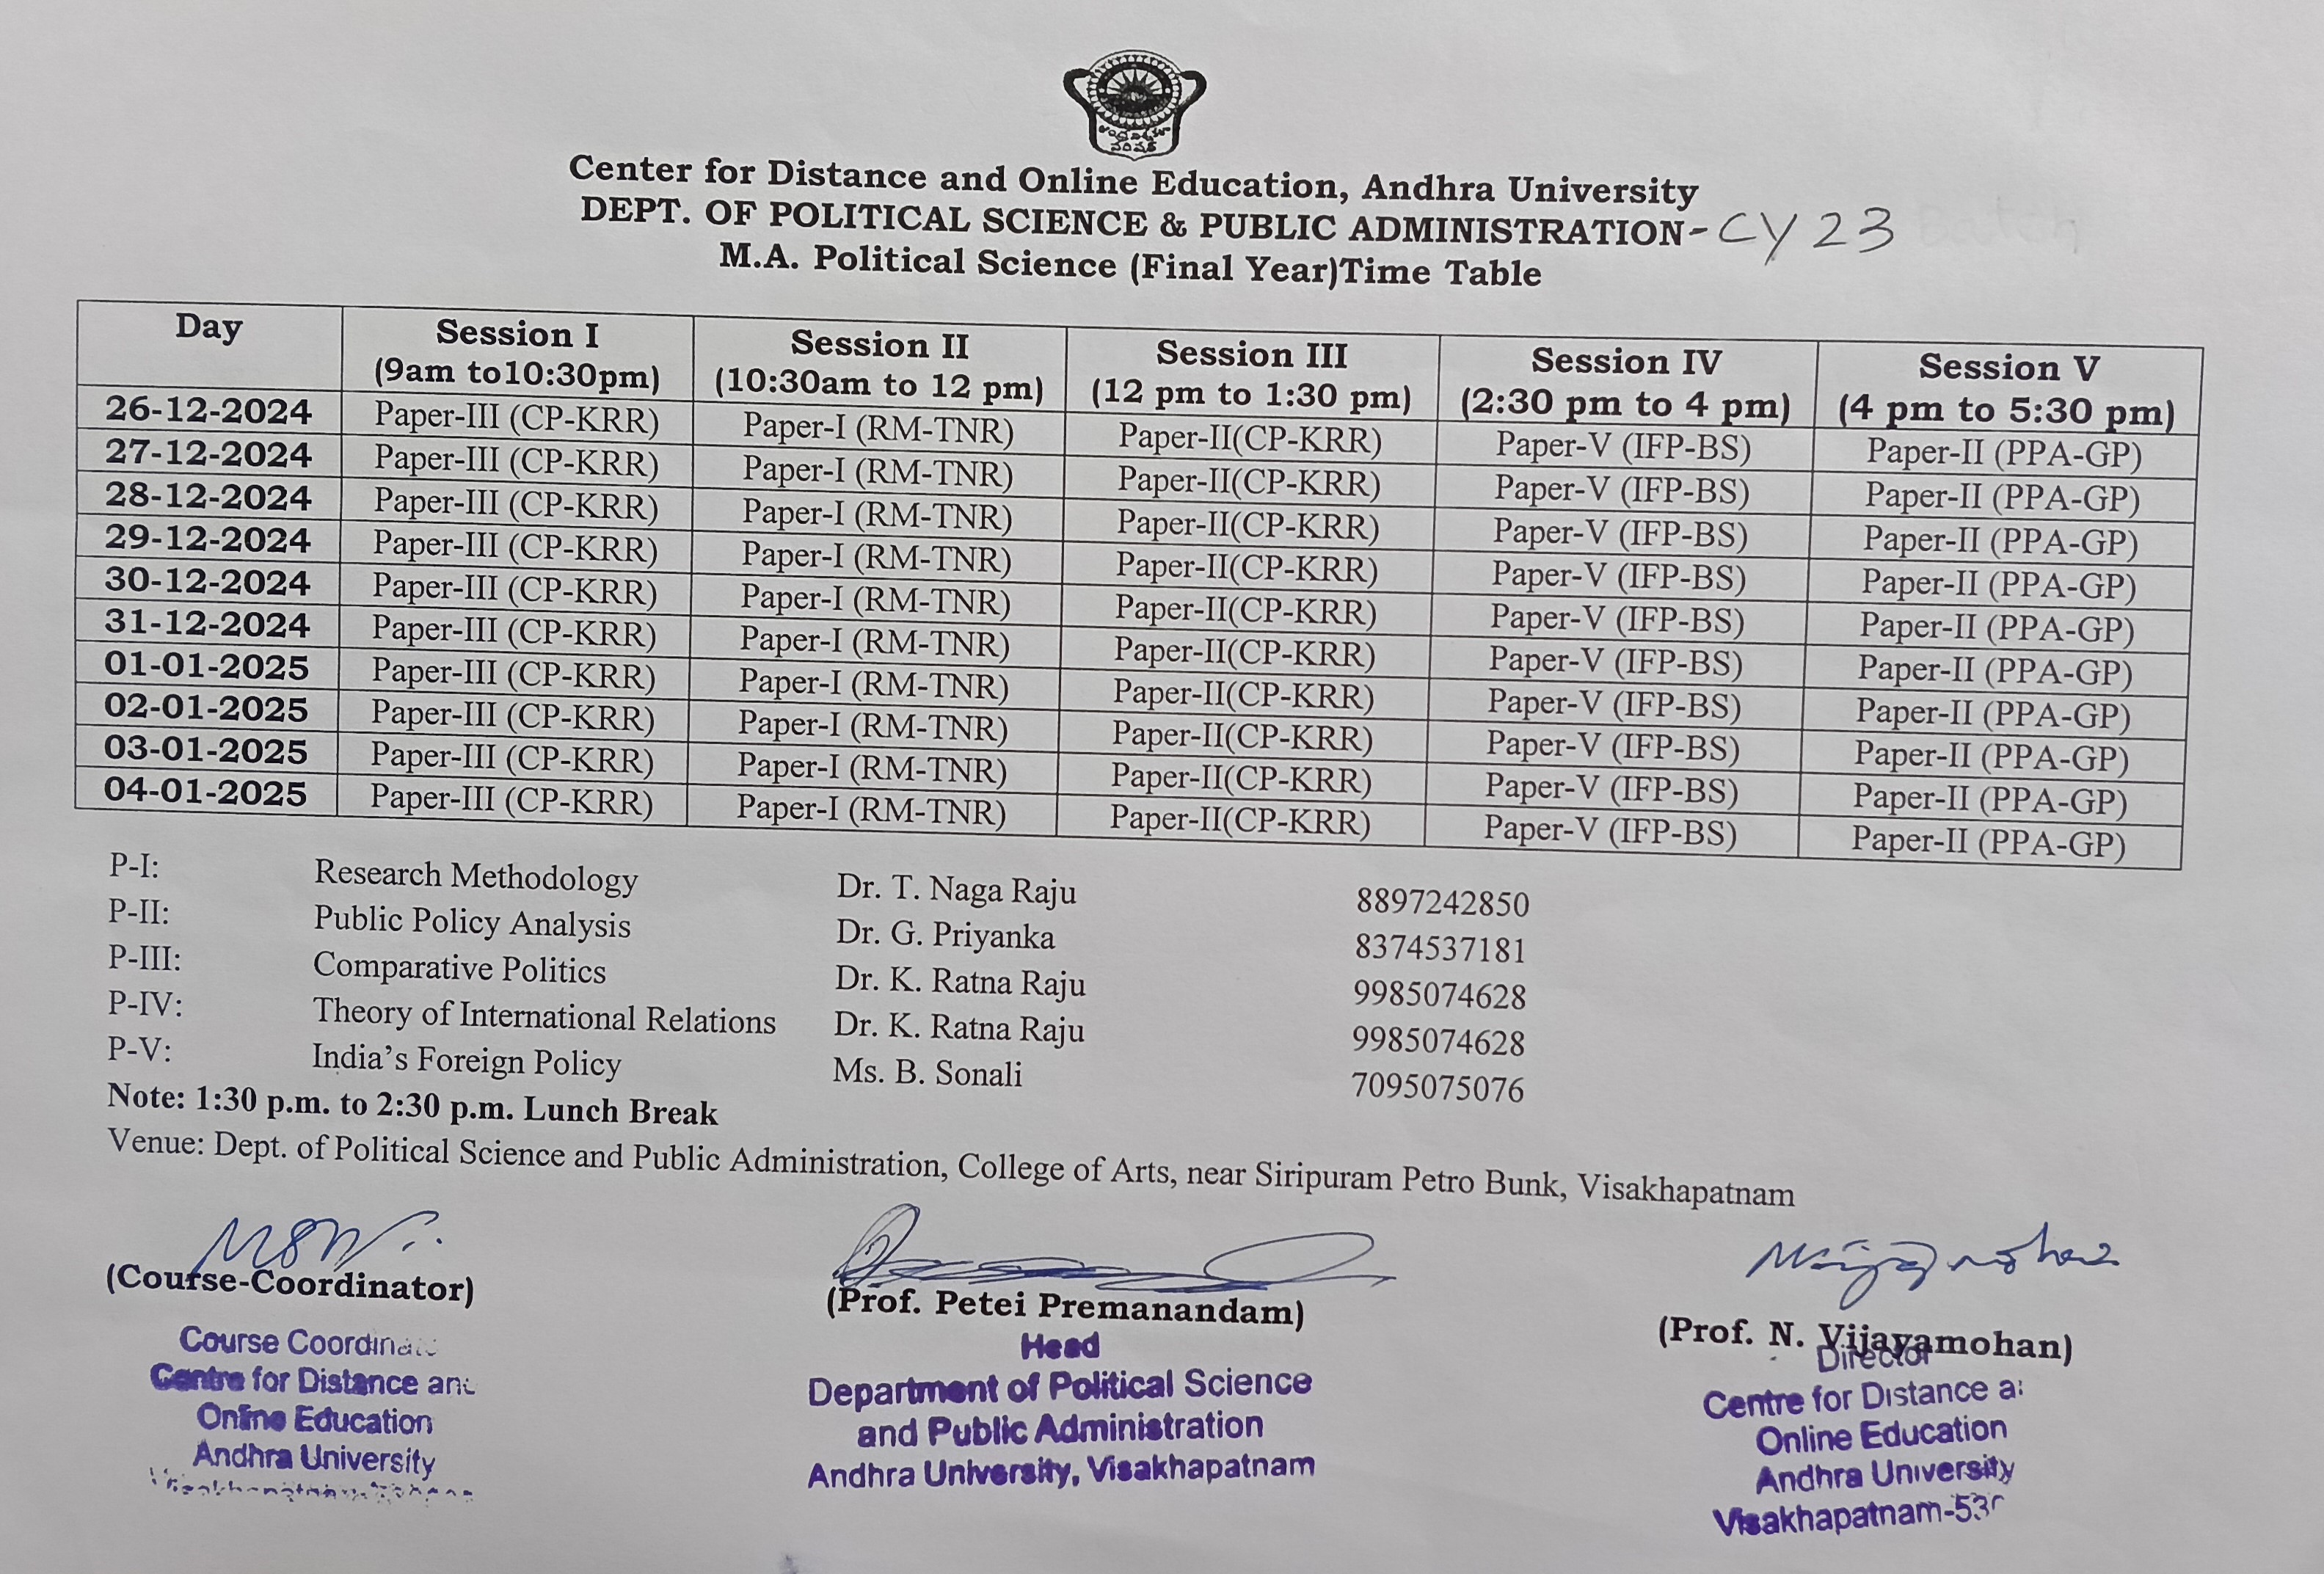 Center for Distance and Online Education, Andhra University
DEPT. OF POLITICAL SCIENCE & PUBLIC ADMINISTRATION-CY23
M.A. Political Science (Final Year)Time Table
Day Session I Session II Session III Session IV Session V
(9am to10:30pm) (10:30am to 12 pm) (12 pm to 1:30 pm) (2:30 pm to 4 pm) (4 pm to 5:30 pm)
26-12-2024 Paper-III (CP-KRR) Paper-I (RM-TNR) Paper-II(CP-KRR) Paper-V (IFP-BS) Paper-II (PPA-GP)
27-12-2024 Paper-III (CP-KRR) Paper-I (RM-TNR) Paper-II(CP-KRR) Paper-V (IFP-BS) Paper-II (PPA-GP)
28-12-2024 Paper-III (CP-KRR) Paper-I (RM-TNR) Paper-II(CP-KRR) Paper-V (IFP-BS) Paper-II (PPA-GP)
29-12-2024 Paper-III (CP-KRR) Paper-I (RM-TNR) Paper-II(CP-KRR) Paper-V (IFP-BS) Paper-II (PPA-GP)
30-12-2024 Paper-III (CP-KRR) Paper-I (RM-TNR) Paper-II(CP-KRR) Paper-V (IFP-BS) Paper-II (PPA-GP)
31-12-2024 Paper-III (CP-KRR) Paper-I (RM-TNR) Paper-II(CP-KRR) Paper-V (IFP-BS) Paper-II (PPA-GP)
01-01-2025 Paper-III (CP-KRR) Paper-I (RM-TNR) Paper-II(CP-KRR) Paper-V (IFP-BS) Paper-II (PPA-GP)
02-01-2025 Paper-III (CP-KRR) Paper-I (RM-TNR) Paper-II(CP-KRR) Paper-V (IFP-BS) Paper-II (PPA-GP)
03-01-2025 Paper-III (CP-KRR) Paper-I (RM-TNR) Paper-II(CP-KRR) Paper-V (IFP-BS) Paper-II (PPA-GP)
04-01-2025 Paper-III (CP-KRR) Paper-I (RM-TNR) Paper-II(CP-KRR) Paper-V (IFP-BS) Paper-II (PPA-GP)
P-I: Research Methodology Dr. T. Naga Raju 8897242850
P-II: Public Policy Analysis Dr. G. Priyanka 8374537181
P-III: Comparative Politics Dr. K. Ratna Raju 9985074628
P-IV: Theory of International Relations Dr. K. Ratna Raju 9985074628
P-V: India's Foreign Policy Ms. B. Sonali 7095075076
Note: 1:30 p.m. to 2:30 p.m. Lunch Break
Venue: Dept. of Political Science and Public Administration, College of Arts, near Siripuram Petro Bunk, Visakhapatnam
(Course-Coordinator)
Course
Centre for Distance
Online Education
Andhra University
(Prof. Petei Premanandam)
Head
Department of Political Science
and Public Administration
Andhra University, Visakhapatnam
(Prof. N. Vijayamohan)
Director
Centre for Distance
Online Education
Andhra University
Visakhapatnam-